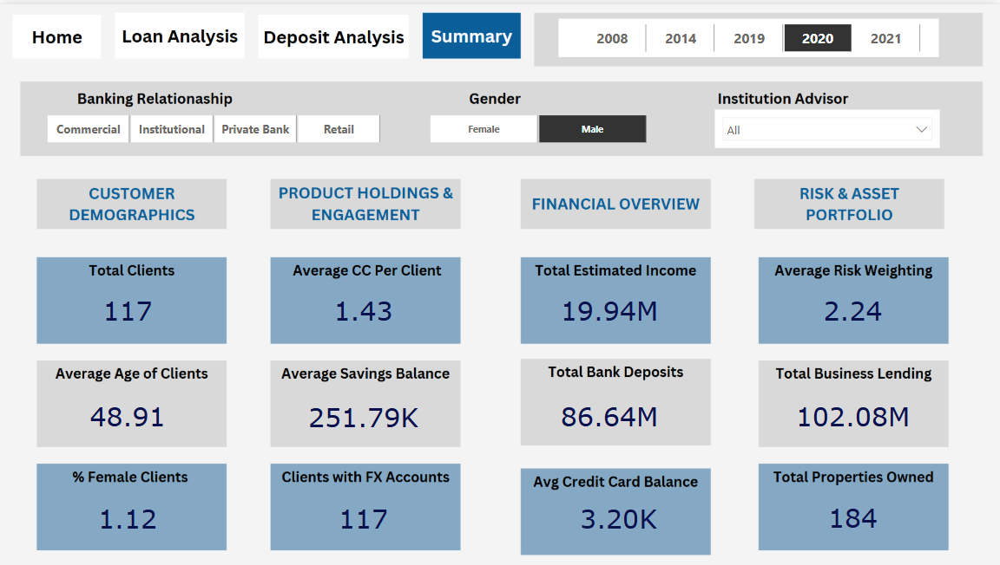 Home
Loan Analysis
Deposit Analysis
Summary
2008
2014
2019
2020
2021
Banking Relationaship
Gender
Institution Advisor
Commercial
Institutional
Private Bank
Retail
Female
Male
All
CUSTOMER
DEMOGRAPHICS
PRODUCT HOLDINGS &
ENGAGEMENT
FINANCIAL OVERVIEW
RISK & ASSET
PORTFOLIO
Total Clients
117
Average CC Per Client
1.43
Total Estimated Income
19.94M
Average Risk Weighting
2.24
Average Age of Clients
48.91
Average Savings Balance
251.79K
Total Bank Deposits
86.64M
Total Business Lending
102.08M
% Female Clients
1.12
Clients with FX Accounts
117
Avg Credit Card Balance
3.20K
Total Properties Owned
184